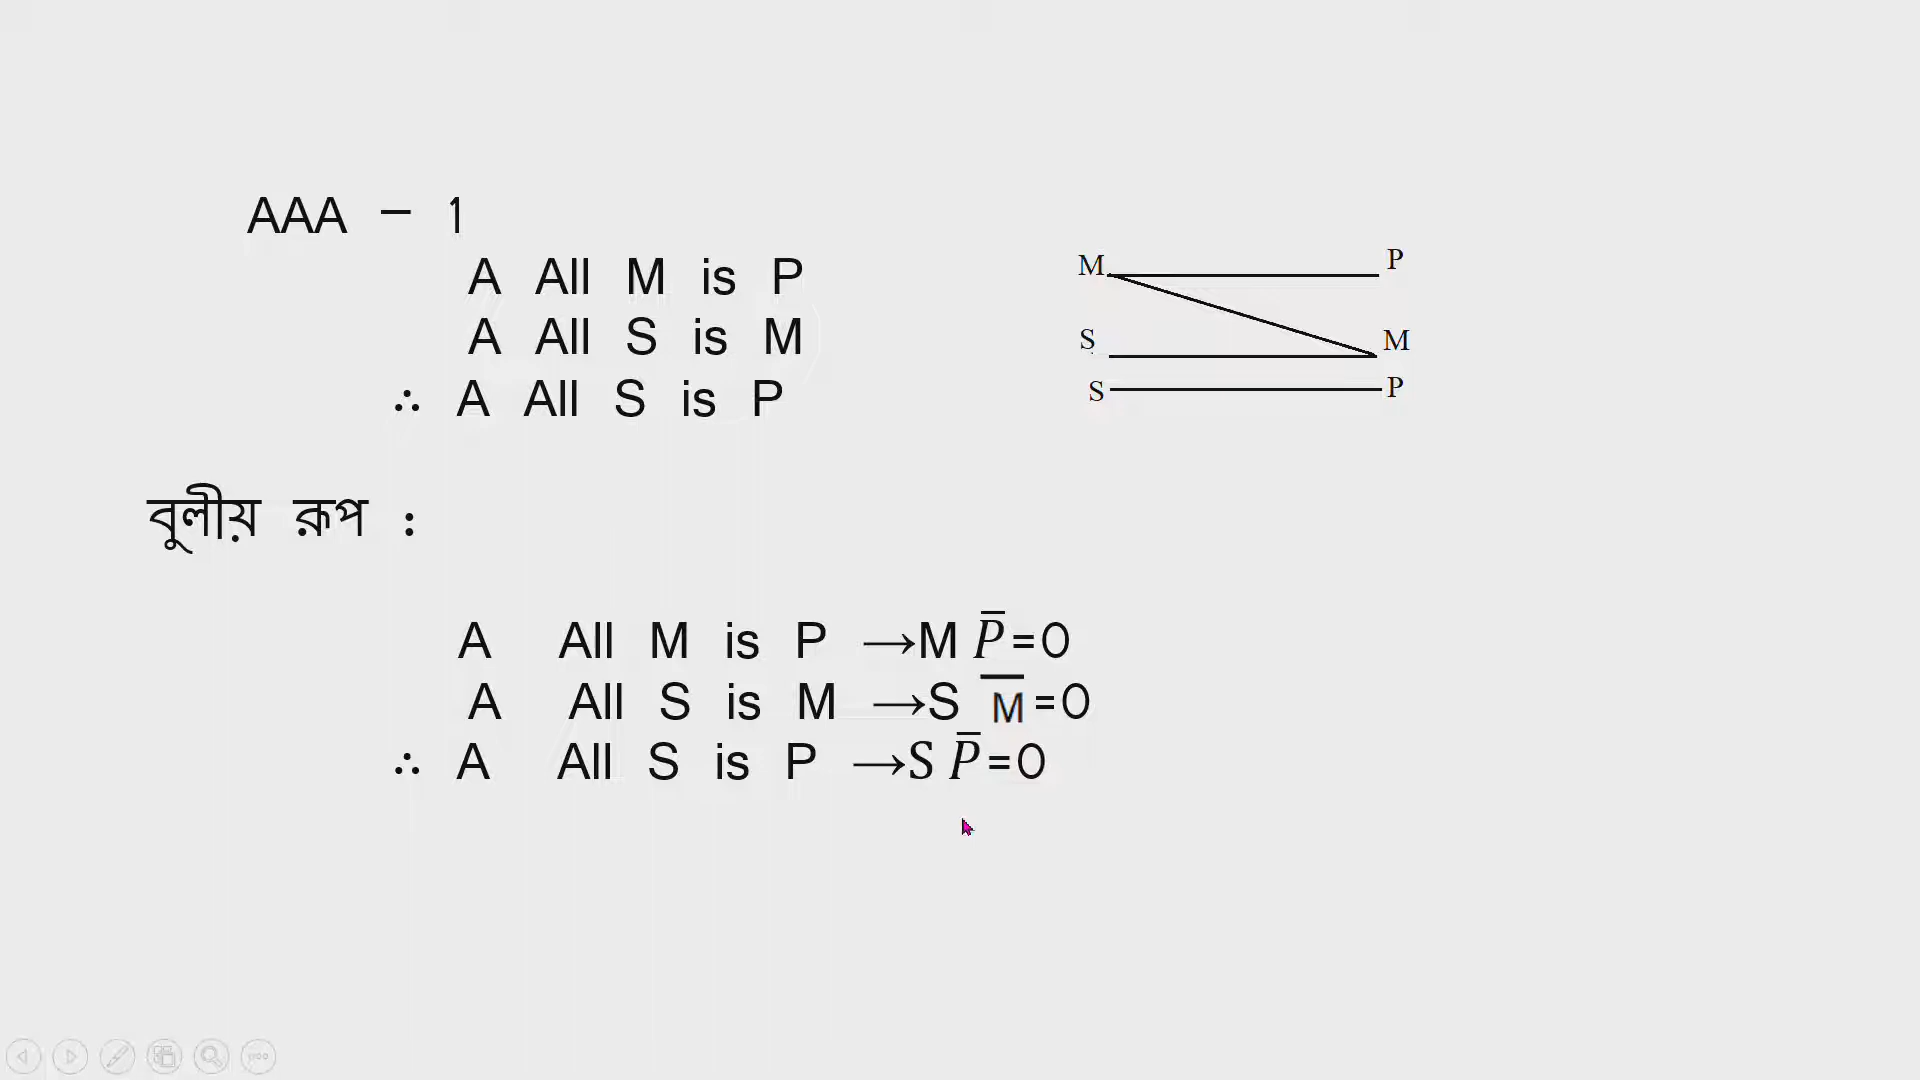 AAA – 1
A All M is P
A All S is M
∴ A All S is P
M P
S M
S P
বুলীয় রূপ :
A All M is P →M P̅=0
A All S is M →S M̅=0
∴ A All S is P →S P̅=0